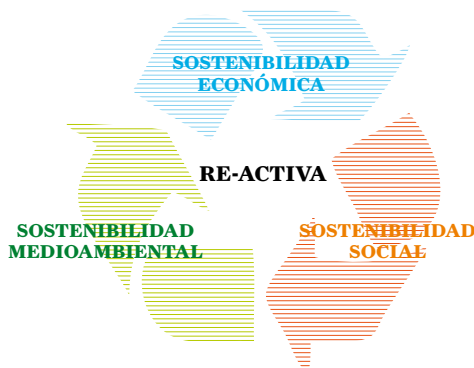 SOSTENIBILIDAD
ECONÓMICA
RE-ACTIVA
SOSTENIBILIDAD
MEDIOAMBIENTAL
SOSTENIBILIDAD
SOCIAL